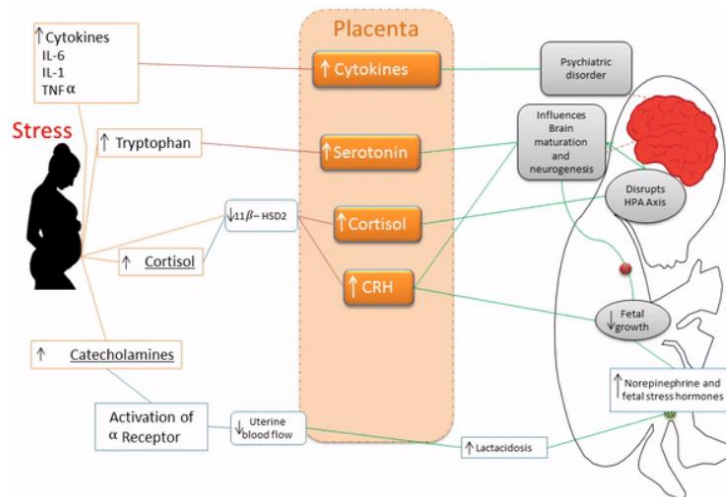 Placenta
↑ Cytokines
IL-6
IL-1
TNF α
↑ Cytokines
Psychiatric
disorder
Stress
↑ Tryptophan
↑ Serotonin
Influences
Brain
maturation
and
neurogenesis
Disrupts
HPA Axis
↓11β– HSD2
↑ Cortisol
↑ Cortisol
↑ CRH
↓ Fetal
growth
↑ Catecholamines
↑ Norepinephrine and
fetal stress hormones
Activation of
α Receptor
↓ Uterine
blood flow
↑ Lactacidosis